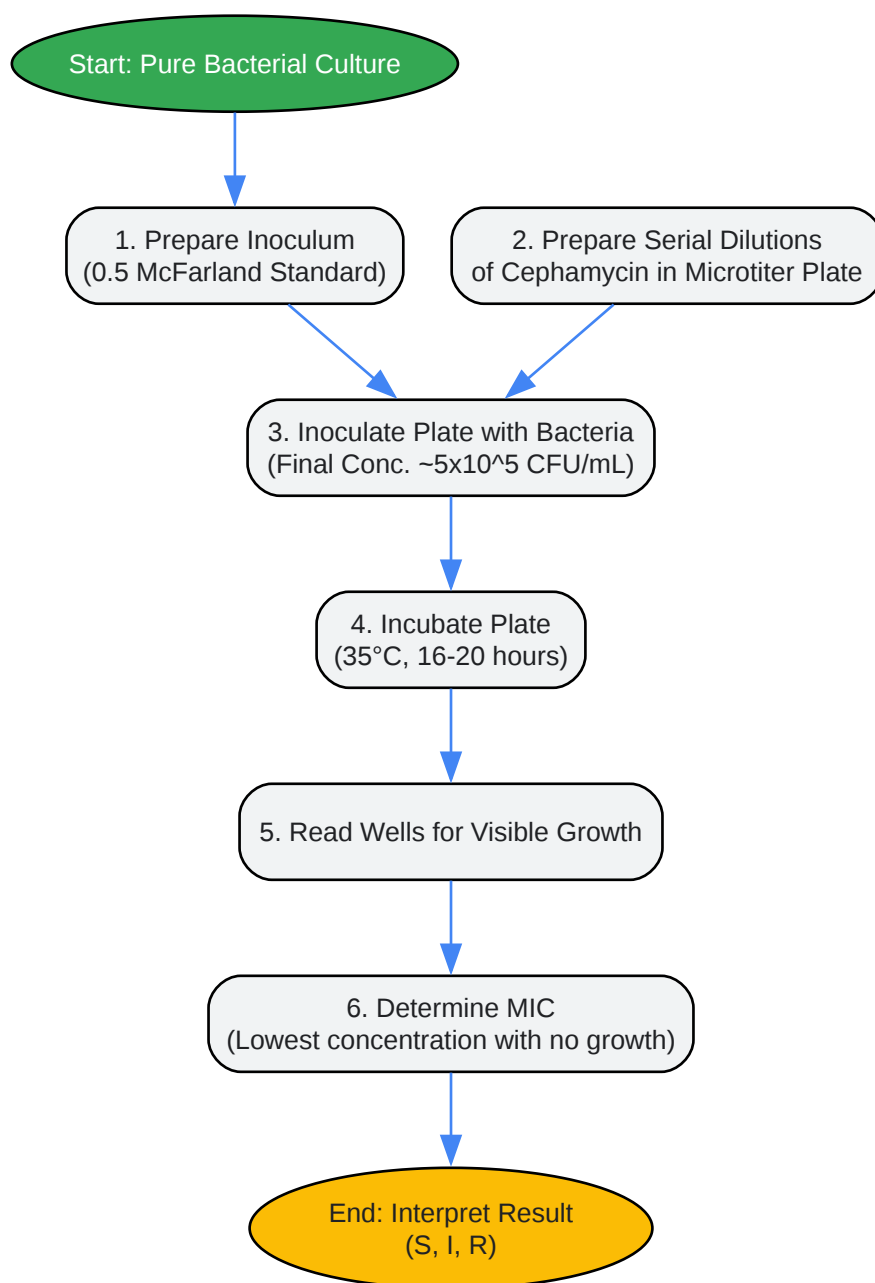 Start: Pure Bacterial Culture
1. Prepare Inoculum
(0.5 McFarland Standard)
2. Prepare Serial Dilutions
of Cephamycin in Microtiter Plate
3. Inoculate Plate with Bacteria
(Final Conc. ~5x10^5 CFU/mL)
4. Incubate Plate
(35°C, 16-20 hours)
5. Read Wells for Visible Growth
6. Determine MIC
(Lowest concentration with no growth)
End: Interpret Result
(S, I, R)